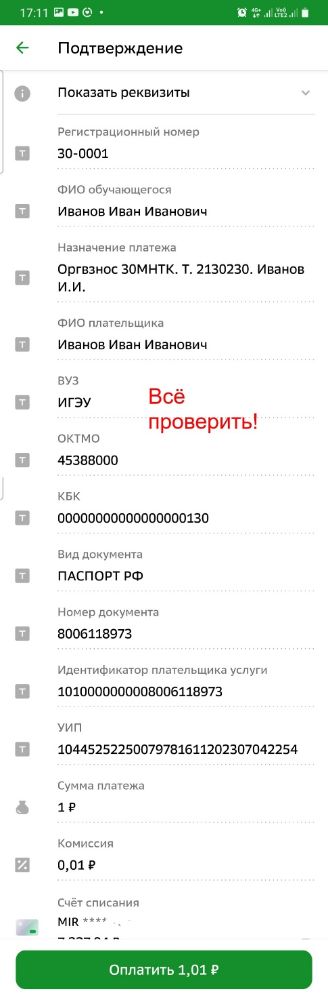 17:11 4G+ Vo)) LTE2
Подтверждение
Показать реквизиты
Регистрационный номер
30-0001
ФИО обучающегося
Иванов Иван Иванович
Назначение платежа
Оргвзнос 30МНТК. Т. 2130230. Иванов
И.И.
ФИО плательщика
Иванов Иван Иванович
ВУЗ
ИГЭУ
Всё
проверить!
ОКТМО
45388000
КБК
00000000000000000130
Вид документа
ПАСПОРТ РФ
Номер документа
8006118973
Идентификатор плательщика услуги
1010000000008006118973
УИП
10445252250079781611202307042254
Сумма платежа
1 ₽
Комиссия
0,01 ₽
Счёт списания
MIR ****
Оплатить 1,01 ₽